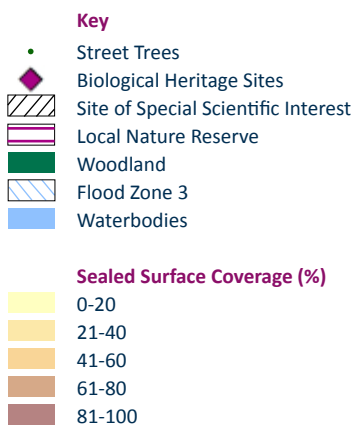 Key
Street Trees
Biological Heritage Sites
Site of Special Scientific Interest
Local Nature Reserve
Woodland
Flood Zone 3
Waterbodies
Sealed Surface Coverage (%)
0-20
21-40
41-60
61-80
81-100